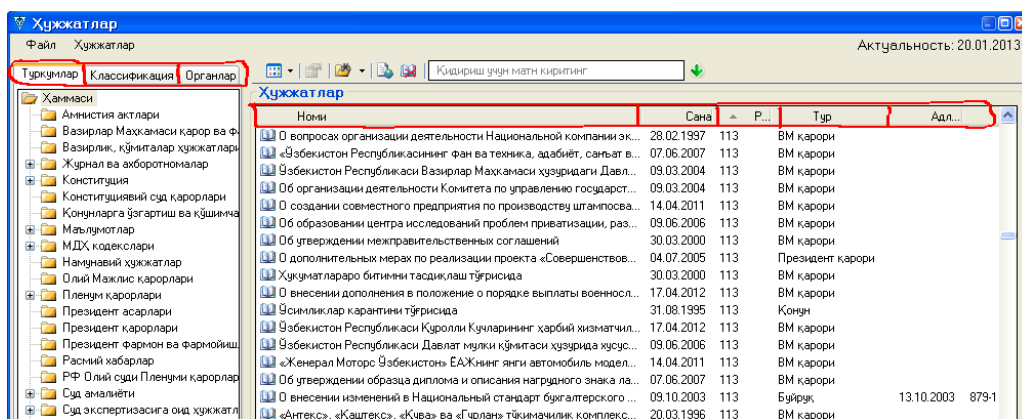 Ҳужжатлар
Файл Ҳужжатлар
Актуальность: 20.01.2013
Туркумлар Классификация Органлар
Қидириш учун матн киритинг
Ҳаммаси
Амнистия актлари
Вазирлар Маҳкамаси қарор ва ф
Вазирлик, қўмиталар ҳужжатлари
Журнал ва ахборотномалар
Конституция
Конституциявий суд қарорлари
Қонунларга ўзгартиш ва қўшимча
Маълумотлар
МДҲ кодекслари
Намунавий ҳужжатлар
Олий Мажлис қарорлари
Пленум қарорлари
Президент асарлари
Президент қарорлари
Президент фармон ва фармойиш
Расмий хабарлар
РФ Олий суди Пленуми қарорлар
Суд амалиёти
Суд экспертизасига оид ҳужжатл
Ҳужжатлар
Номи Сана Р... Тур Адл...
О вопросах организации деятельности Национальной компании эк... 28.02.1997 113 ВМ қарори
«Ўзбекистон Республикасининг фан ва техника, адабиёт, санъат в... 07.06.2007 113 ВМ қарори
Ўзбекистон Республикаси Вазирлар Маҳкамаси ҳузуридаги Давл... 09.03.2004 113 ВМ қарори
Об организации деятельности Комитета по управлению государст... 09.03.2004 113 ВМ қарори
О создании совместного предприятия по производству штампосва... 14.04.2011 113 ВМ қарори
Об образовании центра исследований проблем приватизации, раз... 09.06.2006 113 ВМ қарори
Об утверждении межправительственных соглашений 30.03.2000 113 ВМ қарори
О дополнительных мерах по реализации проекта «Совершенствов... 04.07.2005 113 Президент қарори
Ҳукуматлараро битимни тасдиқлаш тўғрисида 30.03.2000 113 ВМ қарори
О внесении дополнения в положение о порядке выплаты военносл... 17.04.2012 113 ВМ қарори
Ўсимликлар карантини тўғрисида 31.08.1995 113 Қонун
Ўзбекистон Республикаси Қуролли Кучларининг ҳарбий хизматчил... 17.04.2012 113 ВМ қарори
Ўзбекистон Республикаси Давлат мулки қўмитаси ҳузурида хусус... 09.06.2006 113 ВМ қарори
«Женерал Моторс Ўзбекистон» ЁАЖнинг янги автомобиль модел... 14.04.2011 113 ВМ қарори
Об утверждении образца диплома и описания нагрудного знака ла... 07.06.2007 113 ВМ қарори
О внесении изменений в Национальный стандарт бухгалтерского ... 09.10.2003 113 Буйруқ 13.10.2003 879-1
«Антекс», «Каштекс», «Қува» ва «Гурлан» тўқимачилик комплекс... 20.03.1996 113 ВМ қарори